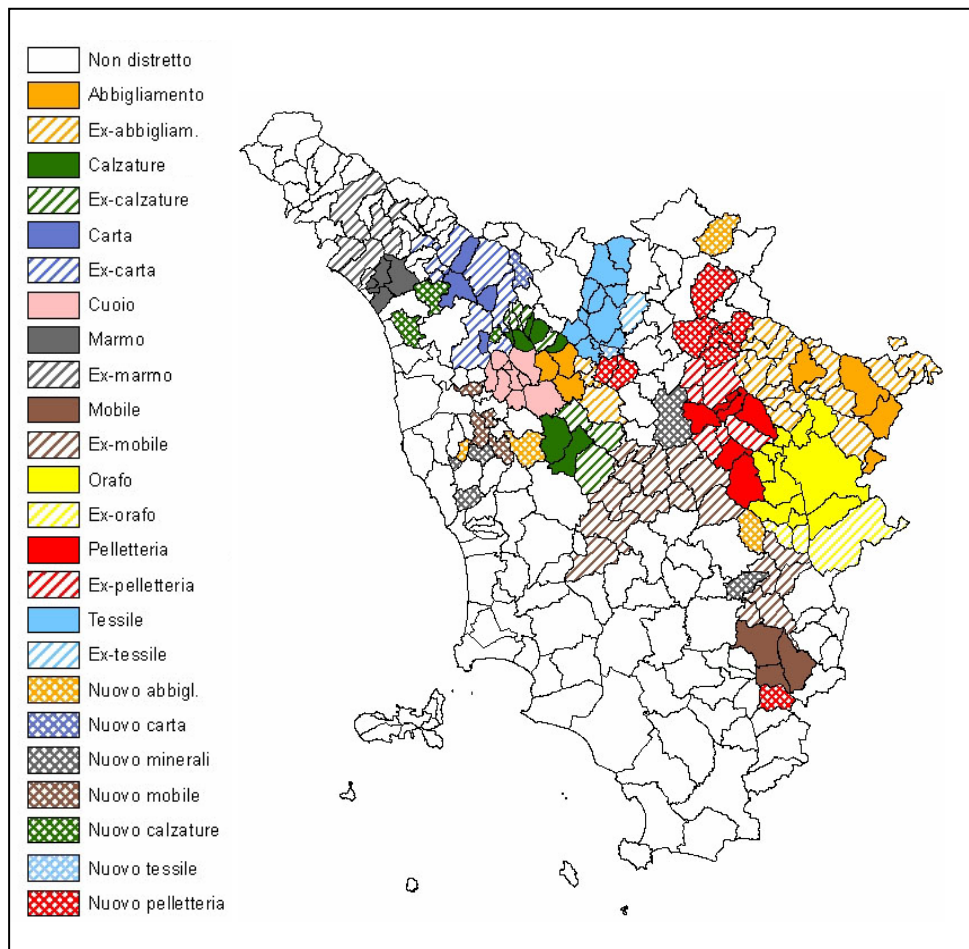 Non distretto
Abbigliamento
Ex-abbigliam.
Calzature
Ex-calzature
Carta
Ex-carta
Cuoio
Marmo
Ex-marmo
Mobile
Ex-mobile
Orafo
Ex-orafo
Pelletteria
Ex-pelletteria
Tessile
Ex-tessile
Nuovo abbigl.
Nuovo carta
Nuovo minerali
Nuovo mobile
Nuovo calzature
Nuovo tessile
Nuovo pelletteria